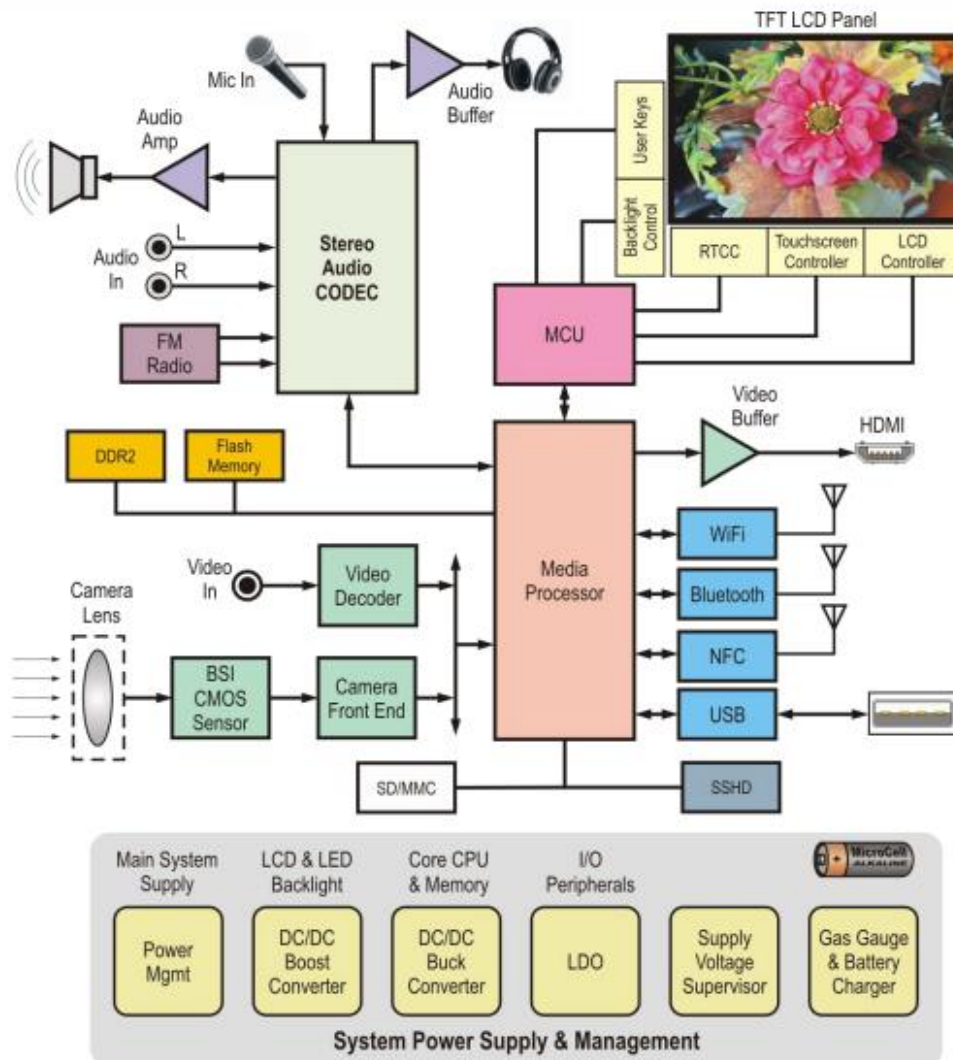 TFT LCD Panel
Mic In
Audio
Buffer
Audio
Amp
User Keys
Backlight
Control
L
Audio
In
R
Stereo
Audio
CODEC
RTCC
Touchscreen
Controller
LCD
Controller
MCU
FM
Radio
Video
Buffer
HDMI
DDR2
Flash
Memory
WiFi
Video
In
Video
Decoder
Media
Processor
Bluetooth
Camera
Lens
NFC
BSI
CMOS
Sensor
Camera
Front End
USB
SD/MMC
SSHD
Main System
Supply
LCD & LED
Backlight
Core CPU
& Memory
I/O
Peripherals
MicroCell
ALKALINE
Power
Mgmt
DC/DC
Boost
Converter
DC/DC
Buck
Converter
LDO
Supply
Voltage
Supervisor
Gas Gauge
& Battery
Charger
System Power Supply & Management